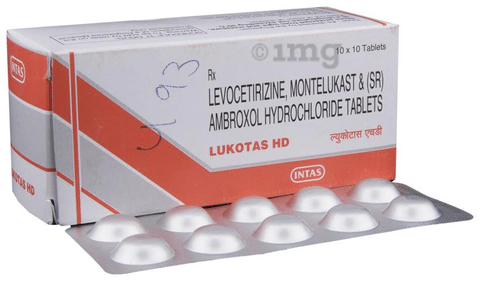 ©1mg
10 x 10 Tablets
Rx
LEVOCETIRIZINE, MONTELUKAST & (SR)
AMBROXOL HYDROCHLORIDE TABLETS
LUKOTAS HD
ल्युकोटास एचडी
INTAS
INTAS
LUKOTAS HD